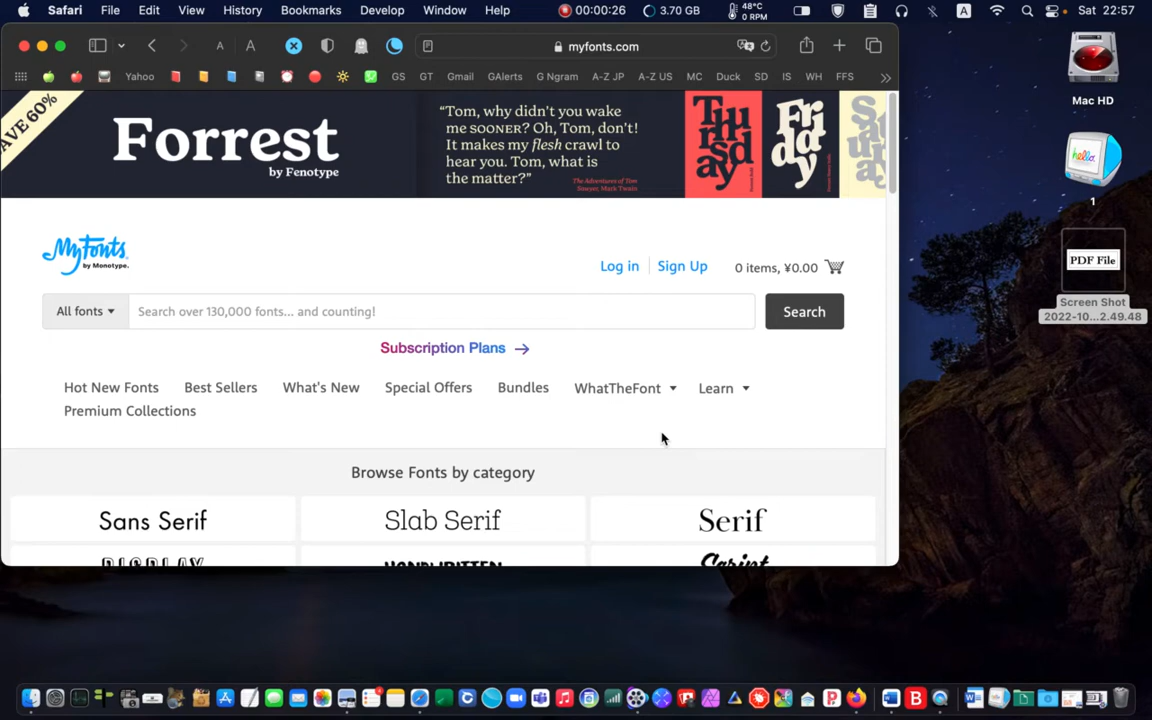 Safari File Edit View History Bookmarks Develop Window Help 00:00:26 3.70 GB 48°C 0 RPM A Sat 22:57
A A myfonts.com
Yahoo GS GT Gmail GAlerts G Ngram A-Z JP A-Z US MC Duck SD IS WH FFS
AVE 60%
Forrest
by Fenotype
“Tom, why didn't you wake
me SOONER? Oh, Tom, don't!
It makes my flesh crawl to
hear you. Tom, what is
the matter?”
The Adventures of Tom
Sawyer, Mark Twain
Thursday
Friday
Satu
MyFonts
by Monotype.
Log in Sign Up 0 items, ¥0.00
All fonts Search over 130,000 fonts... and counting! Search
Subscription Plans →
Hot New Fonts Best Sellers What's New Special Offers Bundles WhatTheFont Learn
Premium Collections
Browse Fonts by category
Sans Serif Slab Serif Serif
DISPLAY HANDWRITTEN Script
Mac HD
hello
1
PDF File
Screen Shot
2022-10...2.49.48